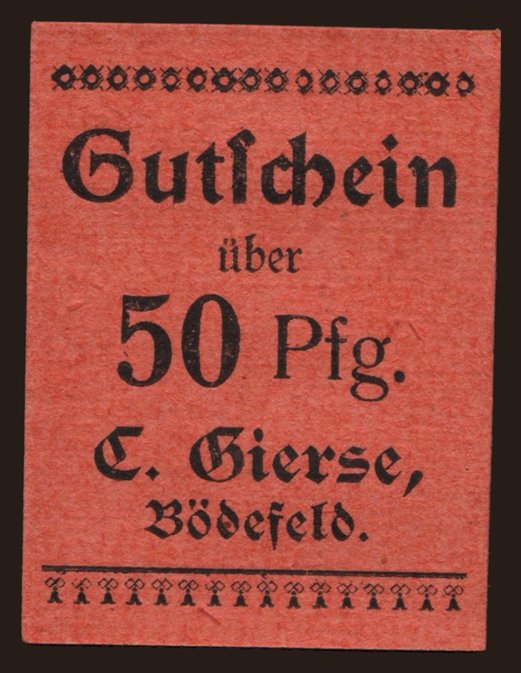 Gutſchein
über
50 Pfg.
C. Gierse,
Bödefeld.